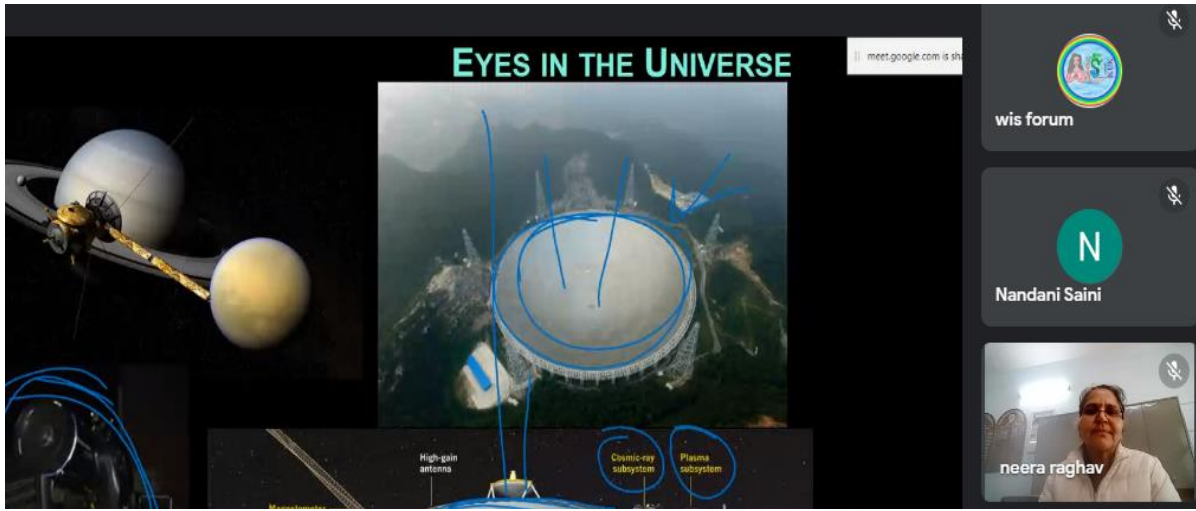 EYES IN THE UNIVERSE
meet.google.com is sha
wis forum
N
Nandani Saini
neera raghav
High-gain
antenna
Cosmic-ray
subsystem
Plasma
subsystem
Magnetometer